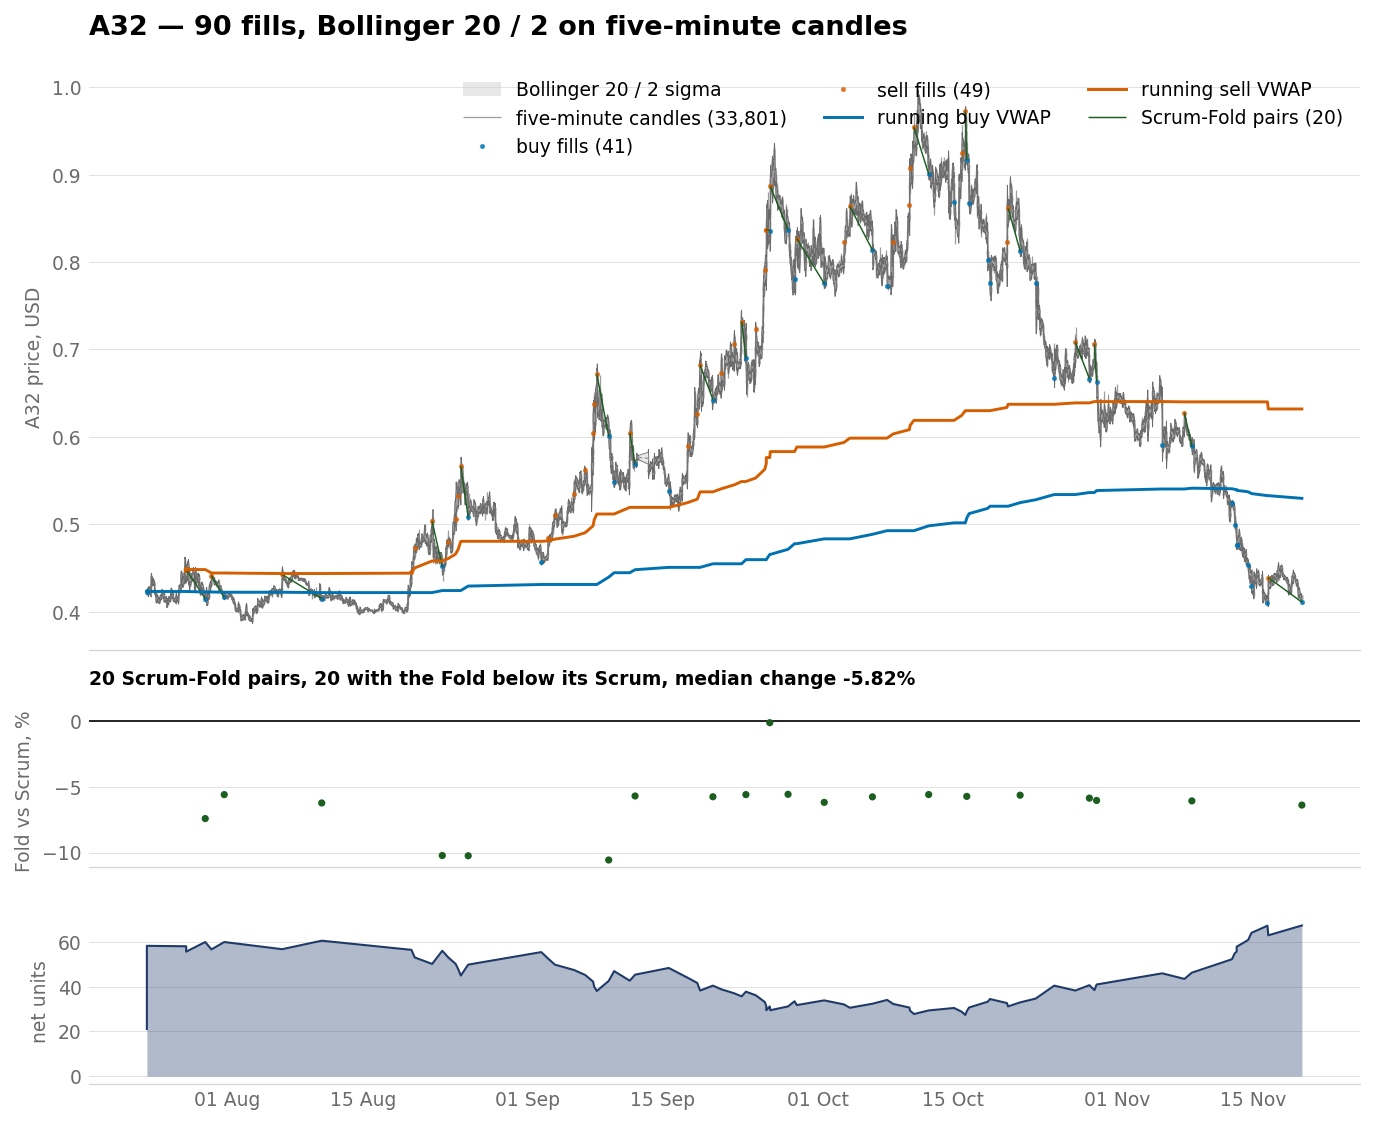 A32 — 90 fills, Bollinger 20 / 2 on five-minute candles
Bollinger 20 / 2 sigma
five-minute candles (33,801)
buy fills (41)
sell fills (49)
running buy VWAP
running sell VWAP
Scrum-Fold pairs (20)
A32 price, USD
1.0
0.9
0.8
0.7
0.6
0.5
0.4
20 Scrum-Fold pairs, 20 with the Fold below its Scrum, median change -5.82%
Fold vs Scrum, %
0
−5
−10
net units
60
40
20
0
01 Aug
15 Aug
01 Sep
15 Sep
01 Oct
15 Oct
01 Nov
15 Nov